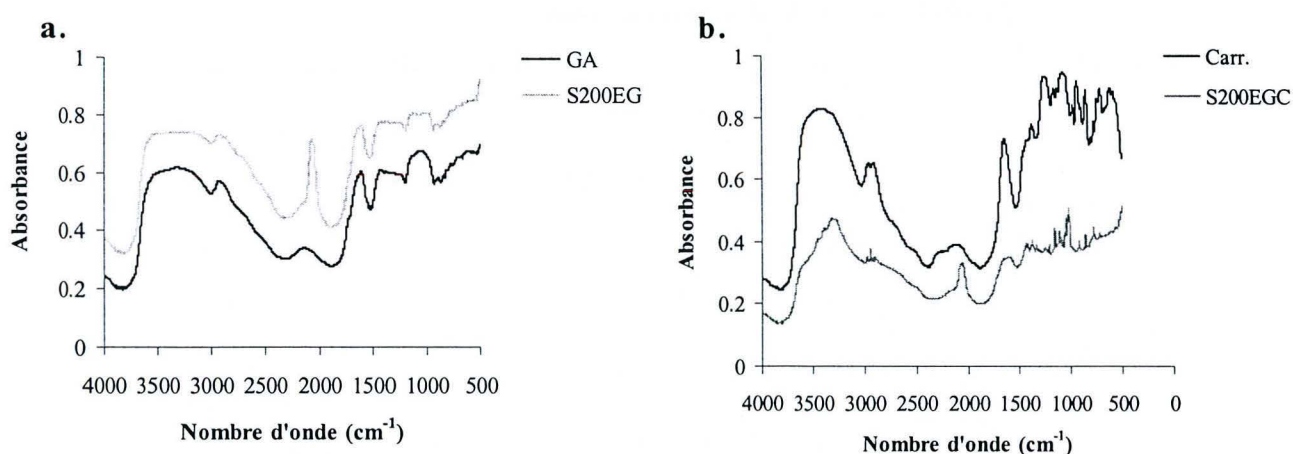 a.
GA
S200EG
Absorbance
1
0.8
0.6
0.4
0.2
0
4000 3500 3000 2500 2000 1500 1000 500
Nombre d'onde (cm⁻¹)
b.
Carr.
S200EGC
Absorbance
1
0.8
0.6
0.4
0.2
0
4000 3500 3000 2500 2000 1500 1000 500 0
Nombre d'onde (cm⁻¹)